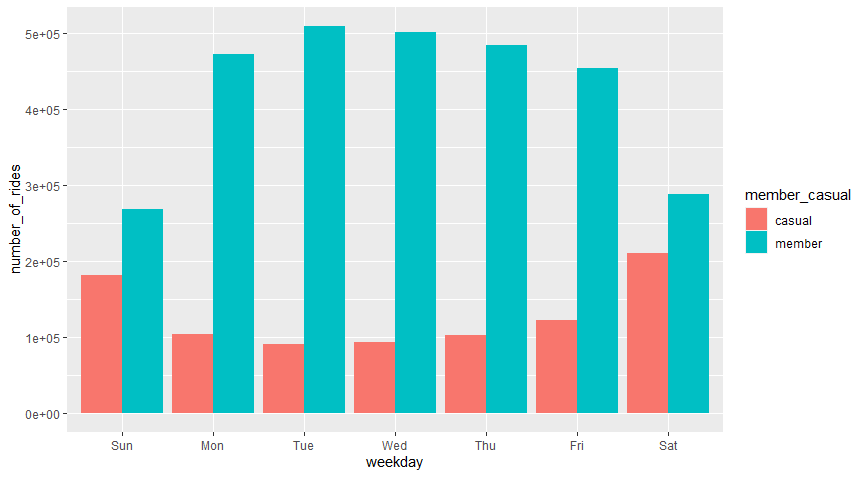 5e+05
4e+05
3e+05
2e+05
1e+05
0e+00
number_of_rides
Sun Mon Tue Wed Thu Fri Sat
weekday
member_casual
casual
member